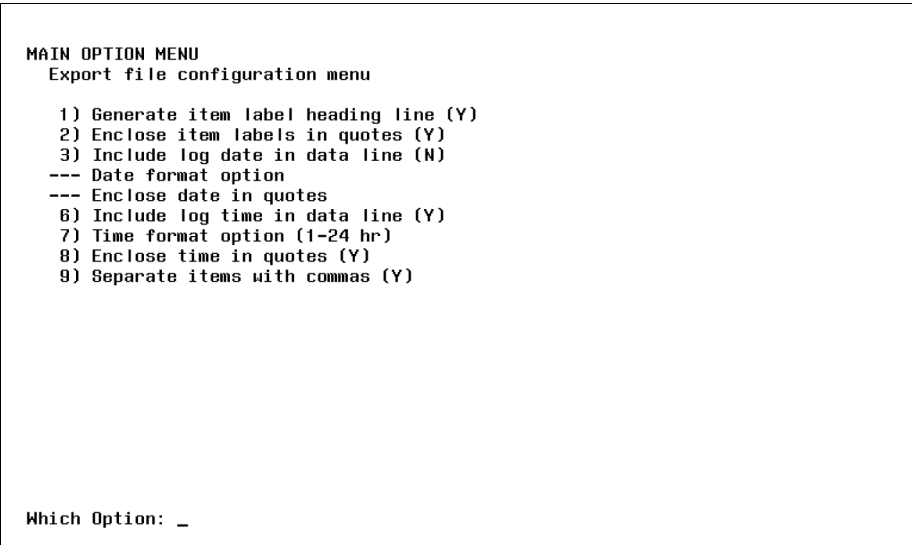 MAIN OPTION MENU
Export file configuration menu
1) Generate item label heading line (Y)
2) Enclose item labels in quotes (Y)
3) Include log date in data line (N)
--- Date format option
--- Enclose date in quotes
6) Include log time in data line (Y)
7) Time format option (1-24 hr)
8) Enclose time in quotes (Y)
9) Separate items with commas (Y)
Which Option: _